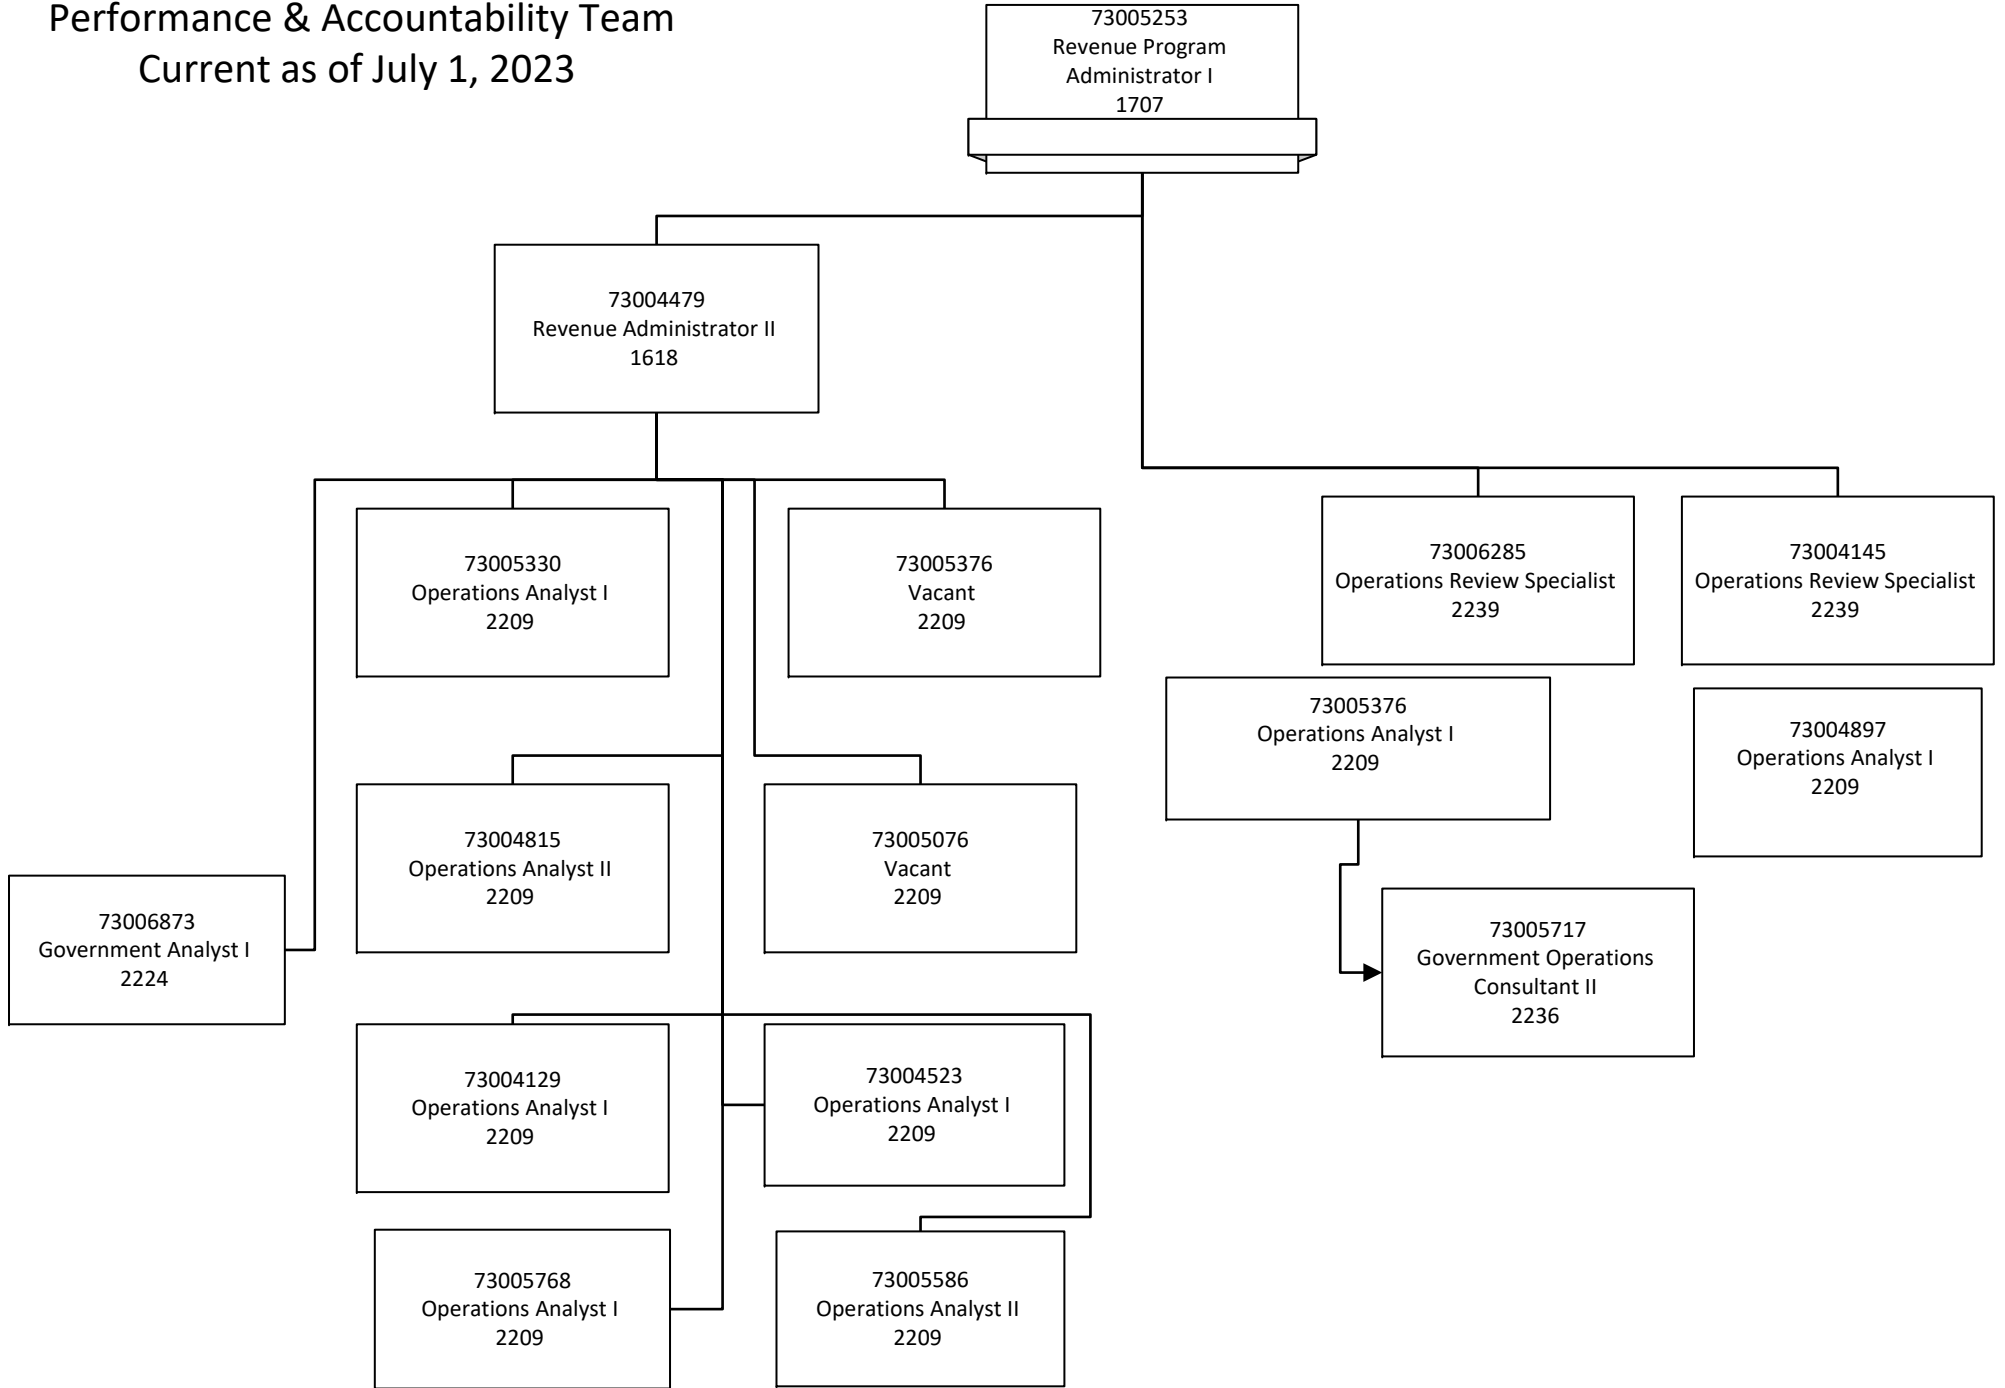 Performance & Accountability Team
Current as of July 1, 2023
73005253
Revenue Program
Administrator I
1707
73004479
Revenue Administrator II
1618
73005330
Operations Analyst I
2209
73005376
Vacant
2209
73006285
Operations Review Specialist
2239
73004145
Operations Review Specialist
2239
73005376
Operations Analyst I
2209
73004897
Operations Analyst I
2209
73004815
Operations Analyst II
2209
73005076
Vacant
2209
73006873
Government Analyst I
2224
73005717
Government Operations
Consultant II
2236
73004129
Operations Analyst I
2209
73004523
Operations Analyst I
2209
73005768
Operations Analyst I
2209
73005586
Operations Analyst II
2209